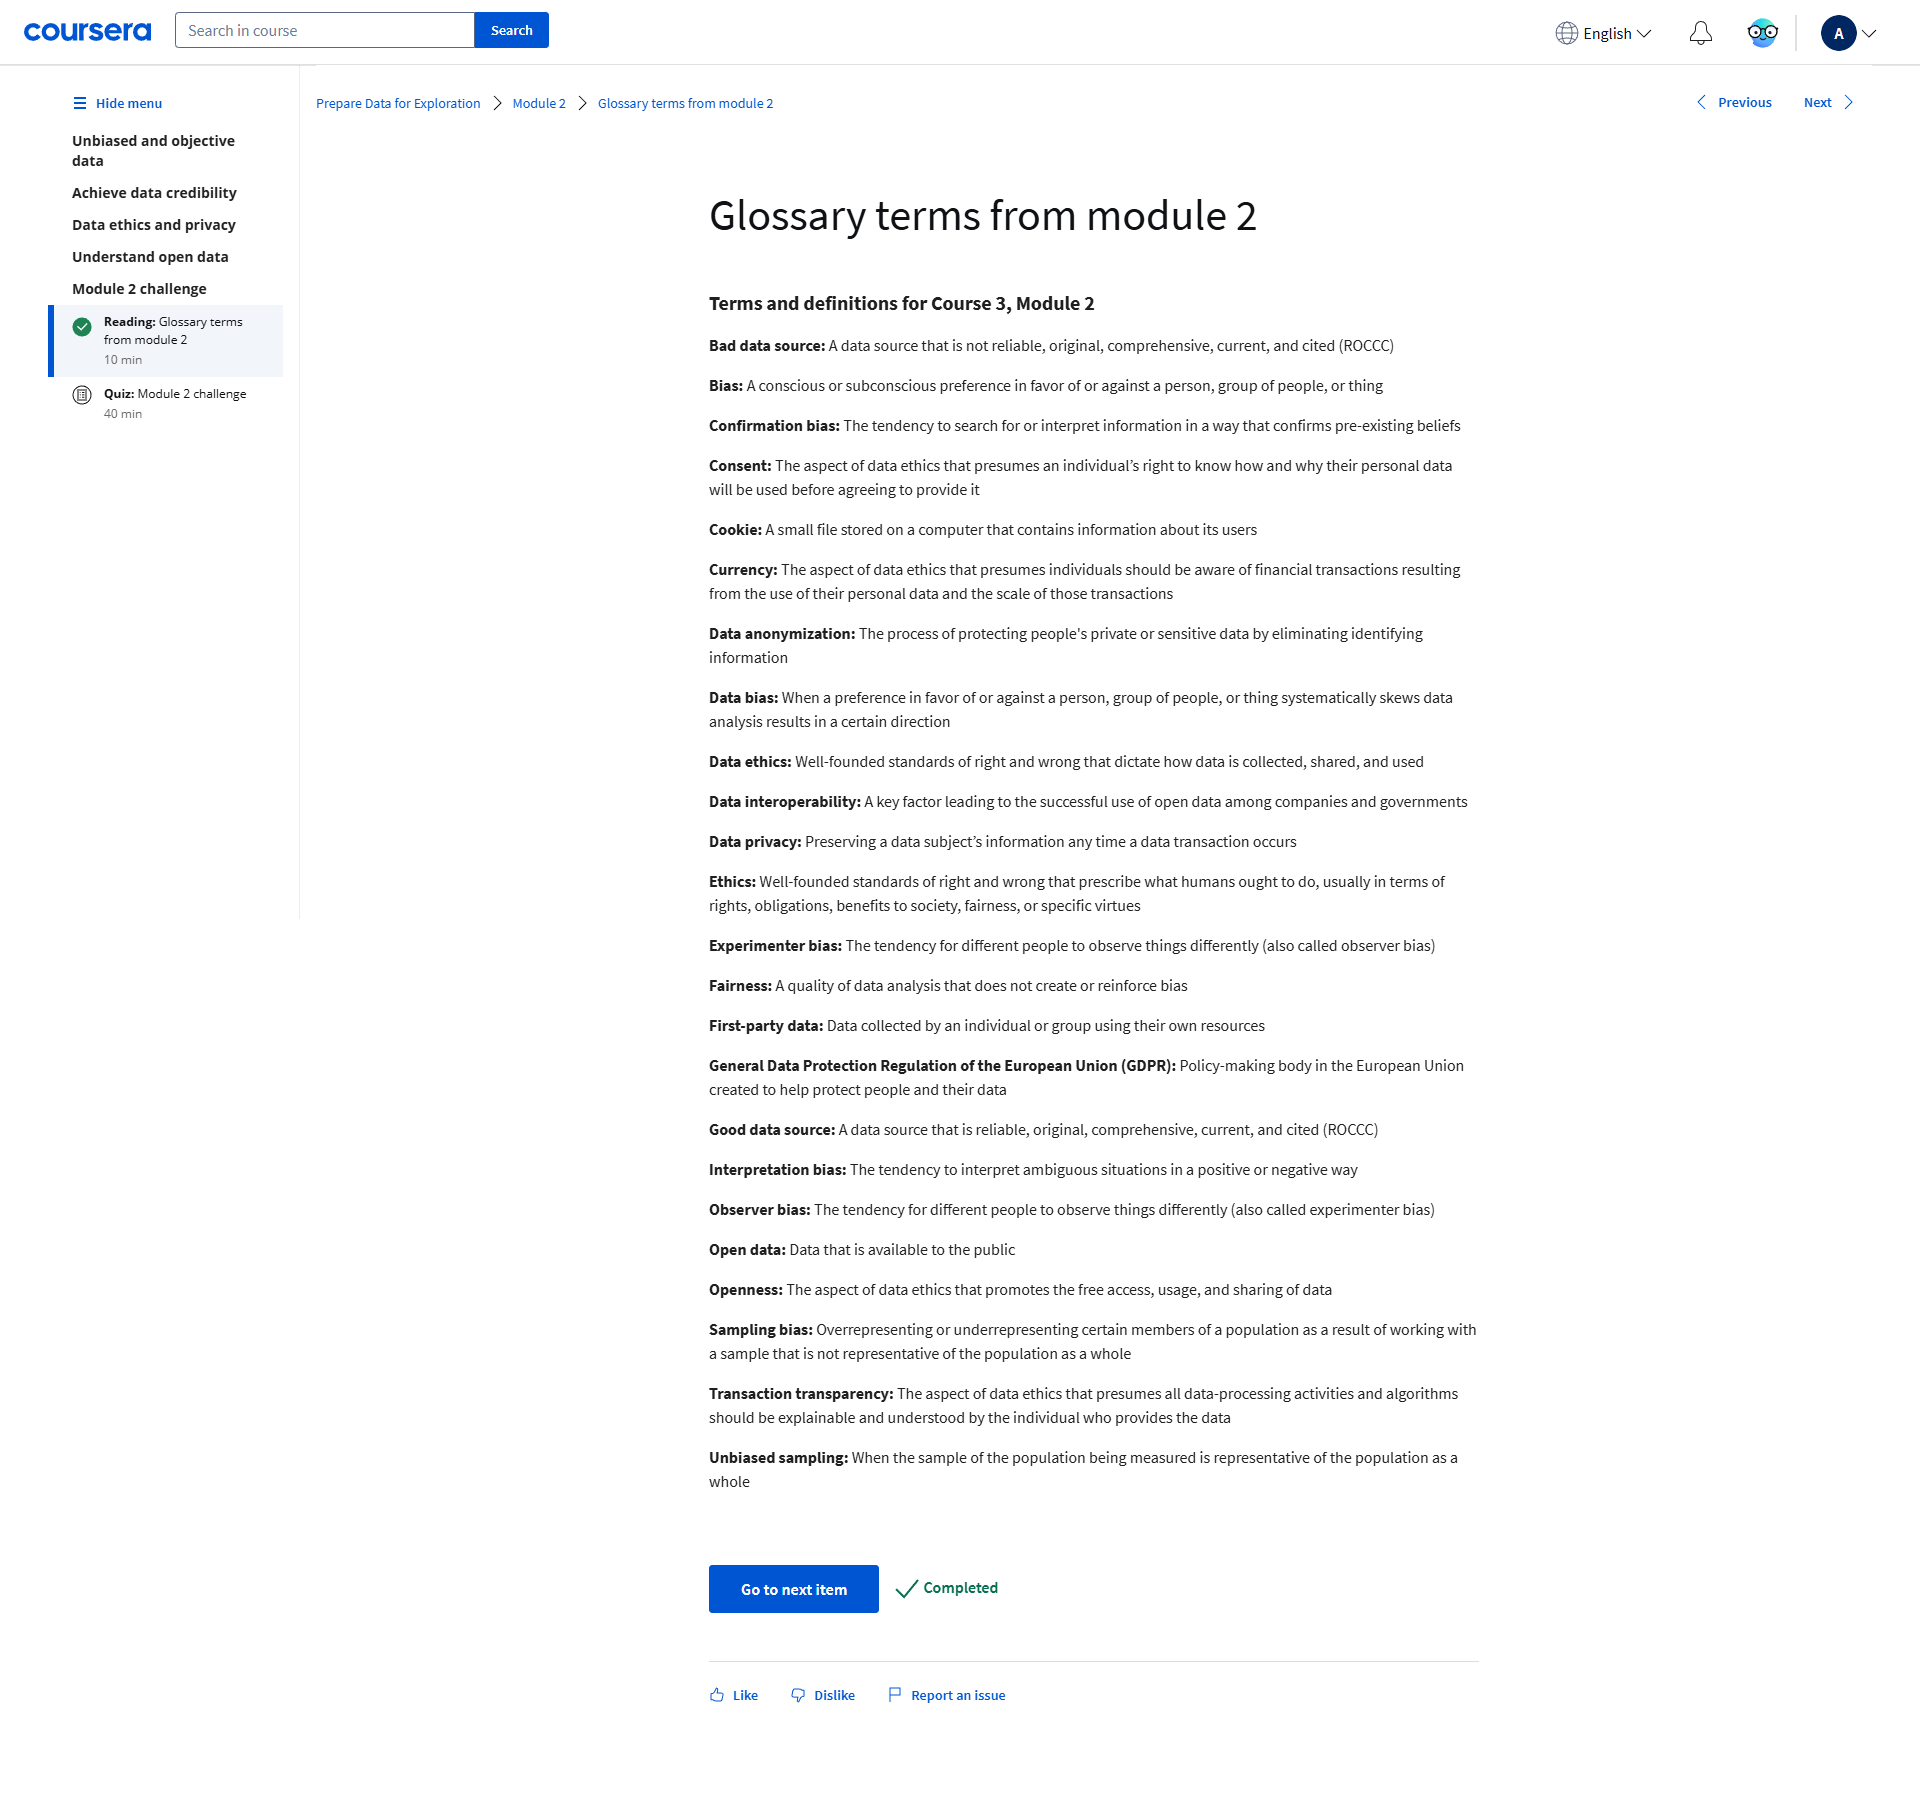 coursera
Search in course
Search
English
A
Hide menu
Prepare Data for Exploration
Module 2
Glossary terms from module 2
Previous
Next
Unbiased and objective
data
Achieve data credibility
Data ethics and privacy
Understand open data
Module 2 challenge
Reading: Glossary terms
from module 2
10 min
Quiz: Module 2 challenge
40 min
Glossary terms from module 2
Terms and definitions for Course 3, Module 2
Bad data source: A data source that is not reliable, original, comprehensive, current, and cited (ROCCC)
Bias: A conscious or subconscious preference in favor of or against a person, group of people, or thing
Confirmation bias: The tendency to search for or interpret information in a way that confirms pre-existing beliefs
Consent: The aspect of data ethics that presumes an individual’s right to know how and why their personal data
will be used before agreeing to provide it
Cookie: A small file stored on a computer that contains information about its users
Currency: The aspect of data ethics that presumes individuals should be aware of financial transactions resulting
from the use of their personal data and the scale of those transactions
Data anonymization: The process of protecting people's private or sensitive data by eliminating identifying
information
Data bias: When a preference in favor of or against a person, group of people, or thing systematically skews data
analysis results in a certain direction
Data ethics: Well-founded standards of right and wrong that dictate how data is collected, shared, and used
Data interoperability: A key factor leading to the successful use of open data among companies and governments
Data privacy: Preserving a data subject’s information any time a data transaction occurs
Ethics: Well-founded standards of right and wrong that prescribe what humans ought to do, usually in terms of
rights, obligations, benefits to society, fairness, or specific virtues
Experimenter bias: The tendency for different people to observe things differently (also called observer bias)
Fairness: A quality of data analysis that does not create or reinforce bias
First-party data: Data collected by an individual or group using their own resources
General Data Protection Regulation of the European Union (GDPR): Policy-making body in the European Union
created to help protect people and their data
Good data source: A data source that is reliable, original, comprehensive, current, and cited (ROCCC)
Interpretation bias: The tendency to interpret ambiguous situations in a positive or negative way
Observer bias: The tendency for different people to observe things differently (also called experimenter bias)
Open data: Data that is available to the public
Openness: The aspect of data ethics that promotes the free access, usage, and sharing of data
Sampling bias: Overrepresenting or underrepresenting certain members of a population as a result of working with
a sample that is not representative of the population as a whole
Transaction transparency: The aspect of data ethics that presumes all data-processing activities and algorithms
should be explainable and understood by the individual who provides the data
Unbiased sampling: When the sample of the population being measured is representative of the population as a
whole
Go to next item
Completed
Like
Dislike
Report an issue